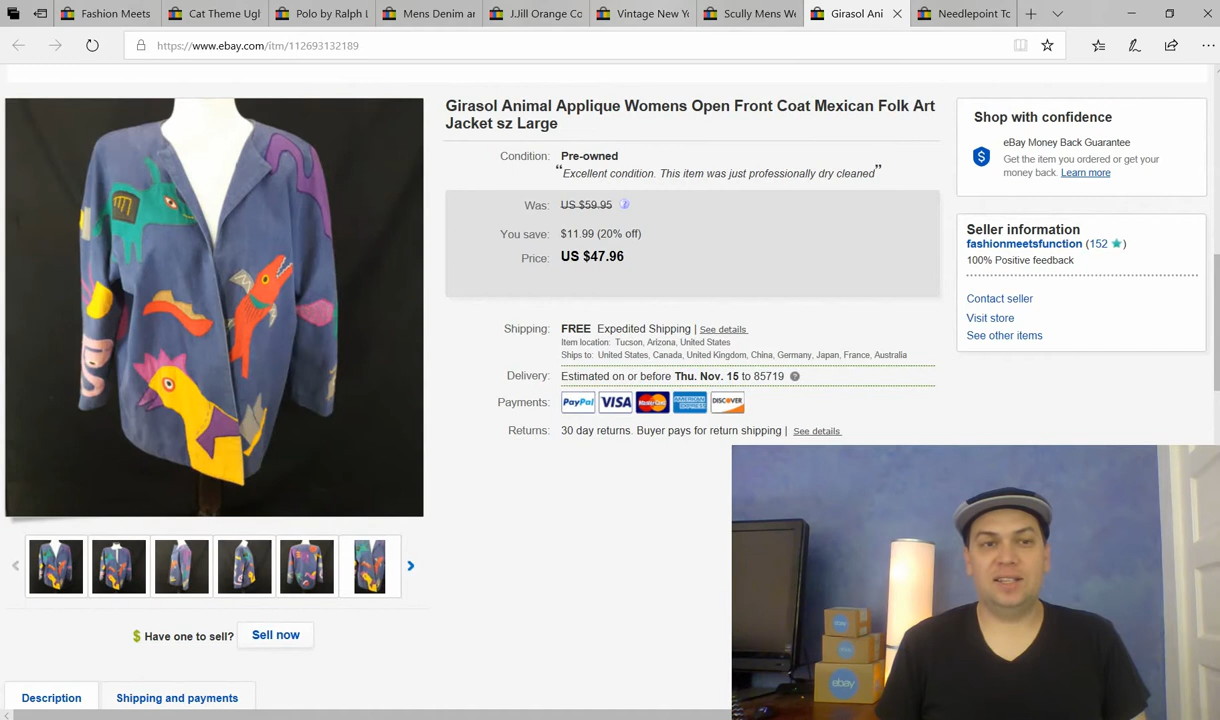 Fashion Meets
Cat Theme Ugl
Polo by Ralph L
Mens Denim ar
J.Jill Orange Co
Vintage New Yo
Scully Mens We
Girasol Ani
Needlepoint To
https://www.ebay.com/itm/112693132189
Girasol Animal Applique Womens Open Front Coat Mexican Folk Art
Jacket sz Large
Condition: Pre-owned
“Excellent condition. This item was just professionally dry cleaned”
Was: US $59.95
You save: $11.99 (20% off)
Price: US $47.96
Shipping: FREE Expedited Shipping | See details
Item location: Tucson, Arizona, United States
Ships to: United States, Canada, United Kingdom, China, Germany, Japan, France, Australia
Delivery: Estimated on or before Thu. Nov. 15 to 85719
Payments: PayPal VISA MasterCard AMERICAN EXPRESS DISCOVER
Returns: 30 day returns. Buyer pays for return shipping | See details
Shop with confidence
eBay Money Back Guarantee
Get the item you ordered or get your
money back. Learn more
Seller information
fashionmeetsfunction (152 )
100% Positive feedback
Contact seller
Visit store
See other items
$ Have one to sell? Sell now
Description
Shipping and payments
ebay
ebay
ebay